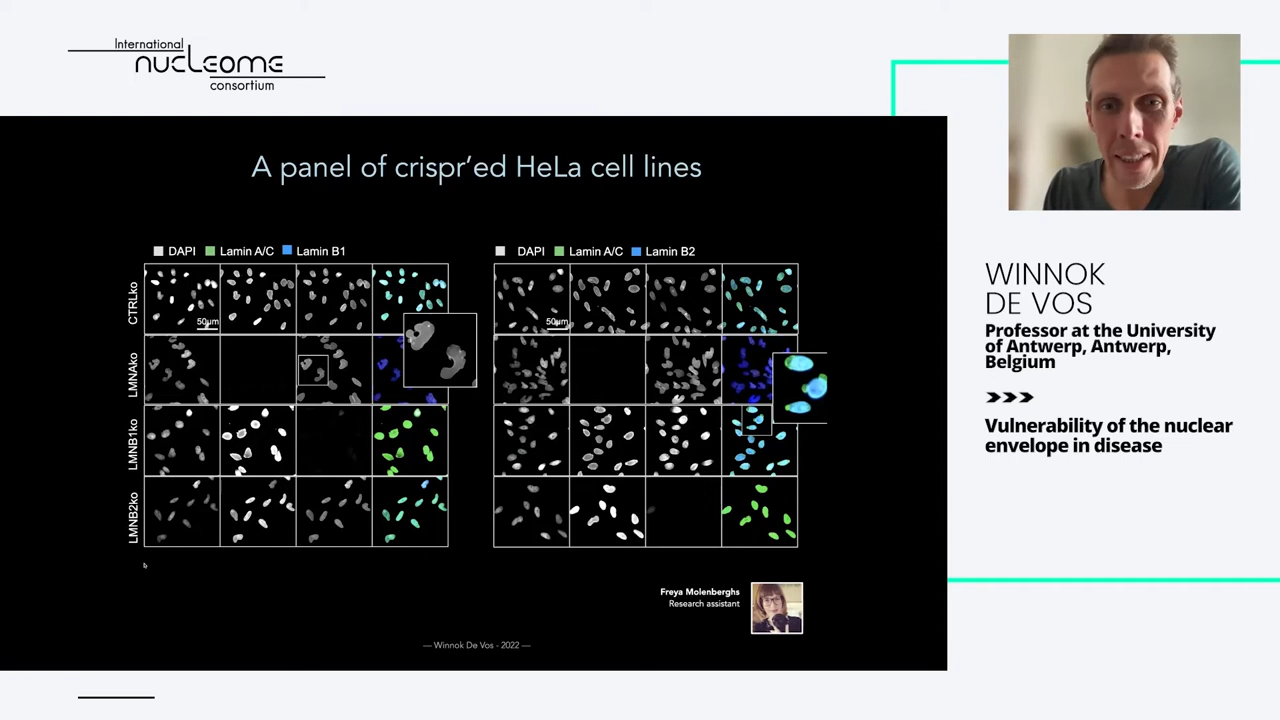 International
nucleome
consortium
A panel of crispr’ed HeLa cell lines
DAPI Lamin A/C Lamin B1
DAPI Lamin A/C Lamin B2
CTRLko
LMNAko
LMNB1ko
LMNB2ko
50µm
50µm
Freya Molenberghs
Research assistant
— Winnok De Vos - 2022 —
WINNOK
DE VOS
Professor at the University
of Antwerp, Antwerp,
Belgium
Vulnerability of the nuclear
envelope in disease